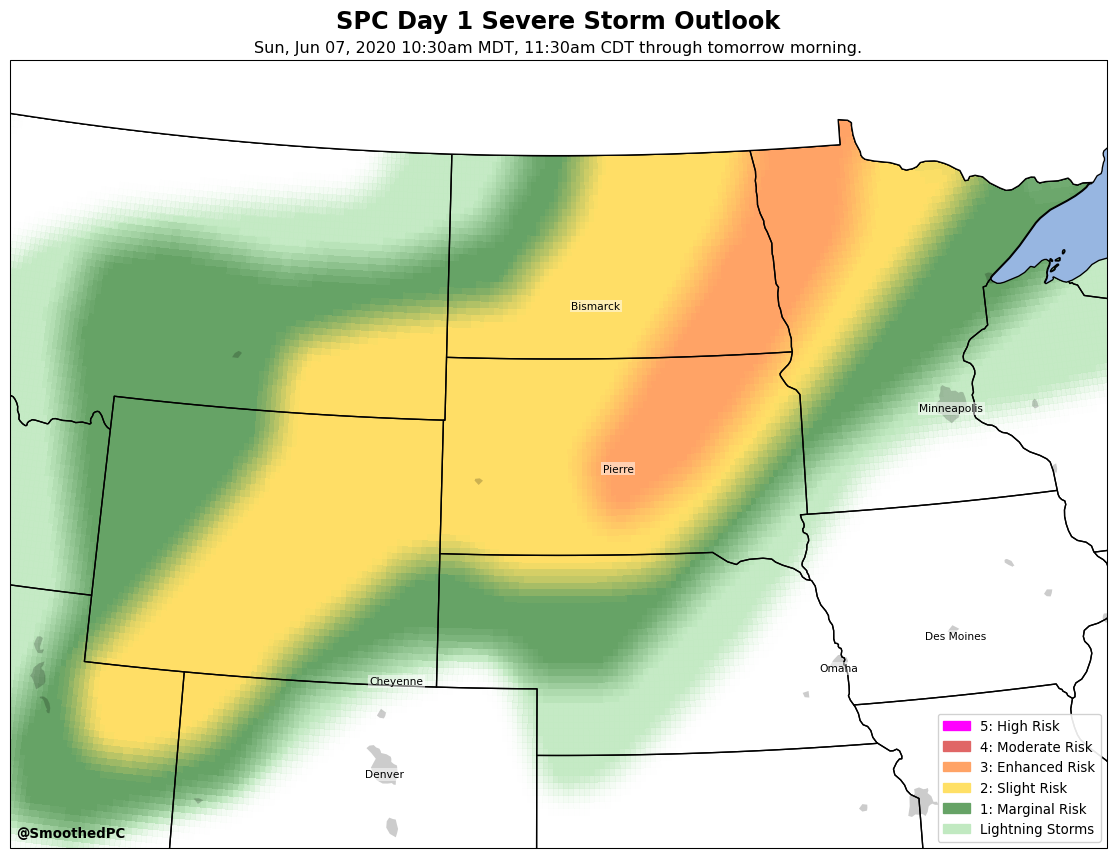 SPC Day 1 Severe Storm Outlook
Sun, Jun 07, 2020 10:30am MDT, 11:30am CDT through tomorrow morning.
Bismarck
Minneapolis
Pierre
Des Moines
Omaha
Cheyenne
Denver
5: High Risk
4: Moderate Risk
3: Enhanced Risk
2: Slight Risk
1: Marginal Risk
Lightning Storms
@SmoothedPC